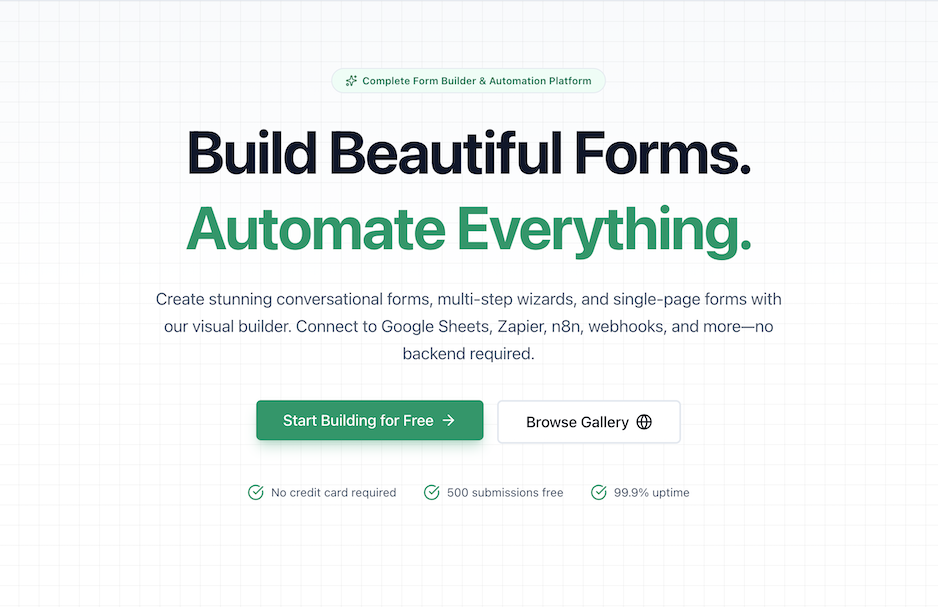 Complete Form Builder & Automation Platform
Build Beautiful Forms.
Automate Everything.
Create stunning conversational forms, multi-step wizards, and single-page forms with
our visual builder. Connect to Google Sheets, Zapier, n8n, webhooks, and more—no
backend required.
Start Building for Free
Browse Gallery
No credit card required
500 submissions free
99.9% uptime